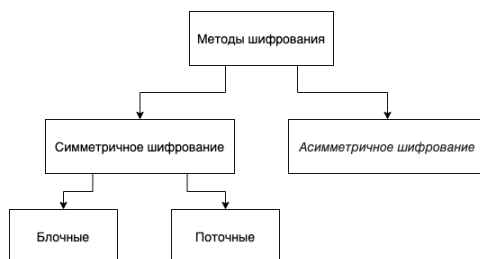 Методы шифрования
Симметричное шифрование
Асимметричное шифрование
Блочные
Поточные